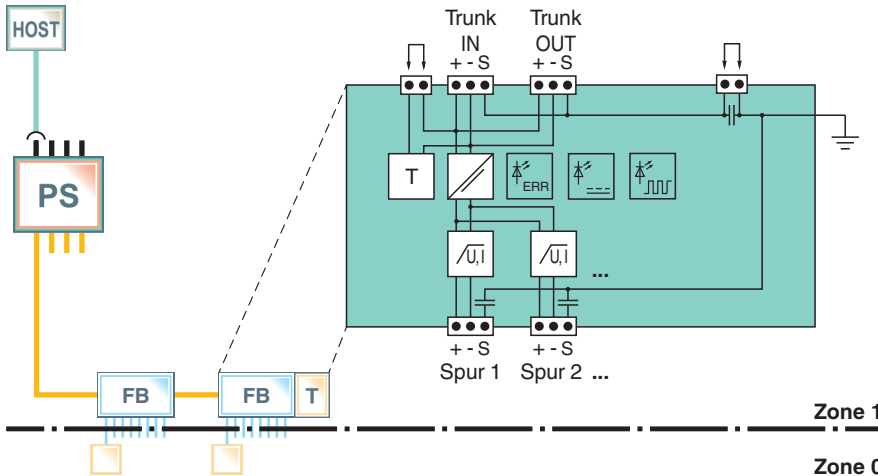 HOST
Trunk Trunk
IN OUT
+ - S + - S
PS
T
ERR
U, I U, I
...
+ - S + - S
Spur 1 Spur 2 ...
FB FB T
Zone 1
Zone 0